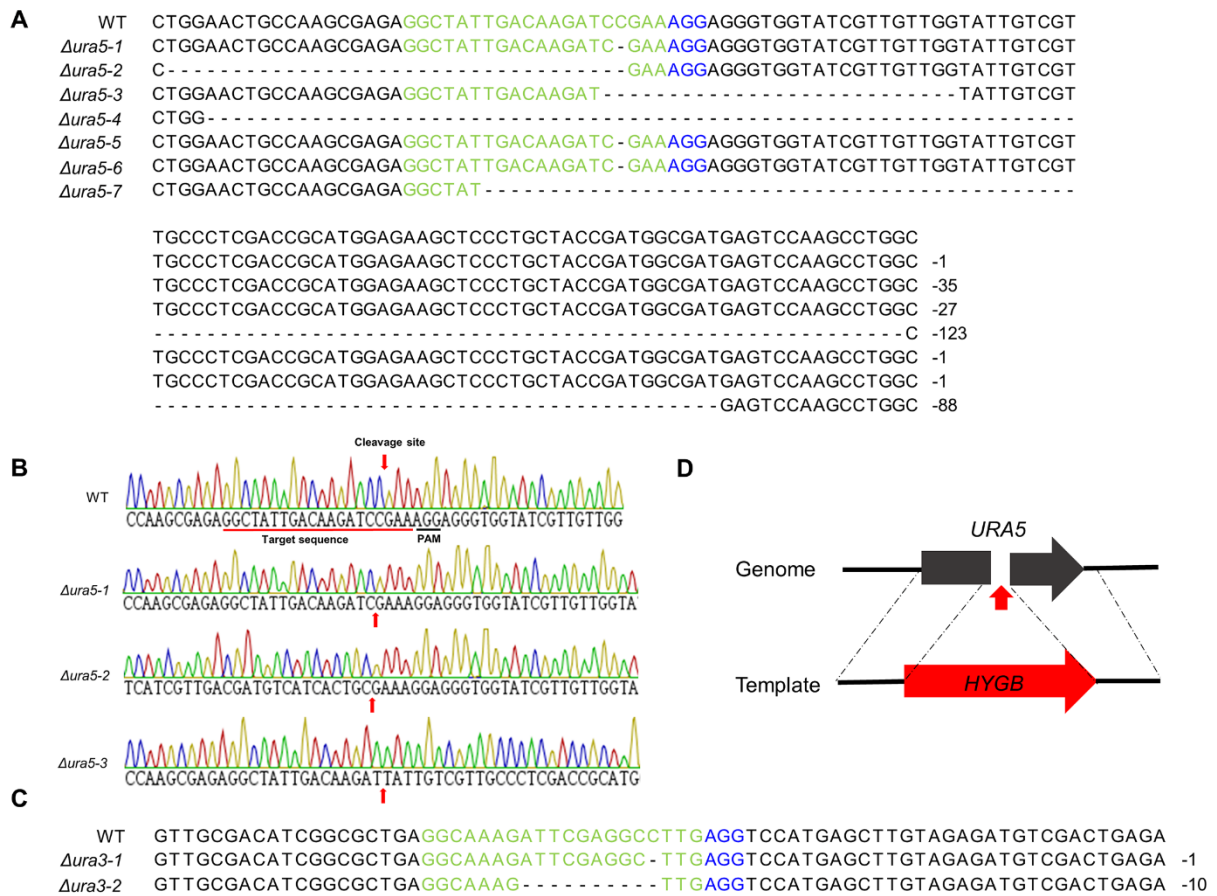 A
WT CTGGAACTGCCAAGCGAGAGGCTATTGACAAGATCCGAAAGGAGGGTGGTATCGTTGTTGGTATTGTCGT
Δura5-1 CTGGAACTGCCAAGCGAGAGGCTATTGACAAGATC-GAAAGGAGGGTGGTATCGTTGTTGGTATTGTCGT
Δura5-2 C-----------------------------------GAAAGGAGGGTGGTATCGTTGTTGGTATTGTCGT
Δura5-3 CTGGAACTGCCAAGCGAGAGGCTATTGACAAGAT---------------------------TATTGTCGT
Δura5-4 CTGG------------------------------------------------------------------
Δura5-5 CTGGAACTGCCAAGCGAGAGGCTATTGACAAGATC-GAAAGGAGGGTGGTATCGTTGTTGGTATTGTCGT
Δura5-6 CTGGAACTGCCAAGCGAGAGGCTATTGACAAGATC-GAAAGGAGGGTGGTATCGTTGTTGGTATTGTCGT
Δura5-7 CTGGAACTGCCAAGCGAGAGGCTAT---------------------------------------------
TGCCCTCGACCGCATGGAGAAGCTCCCTGCTACCGATGGCGATGAGTCCAAGCCTGGC
TGCCCTCGACCGCATGGAGAAGCTCCCTGCTACCGATGGCGATGAGTCCAAGCCTGGC -1
TGCCCTCGACCGCATGGAGAAGCTCCCTGCTACCGATGGCGATGAGTCCAAGCCTGGC -35
TGCCCTCGACCGCATGGAGAAGCTCCCTGCTACCGATGGCGATGAGTCCAAGCCTGGC -27
---------------------------------------------------------C -123
TGCCCTCGACCGCATGGAGAAGCTCCCTGCTACCGATGGCGATGAGTCCAAGCCTGGC -1
TGCCCTCGACCGCATGGAGAAGCTCCCTGCTACCGATGGCGATGAGTCCAAGCCTGGC -1
-------------------------------------------GAGTCCAAGCCTGGC -88
B
Cleavage site
WT
CCAAGCGAGAGGCTATTGACAAGATCCGAAAGGAGGGTGGTATCGTTGTTGG
Target sequence PAM
Δura5-1
CCAAGCGAGAGGCTATTGACAAGATCGAAAGGAGGGTGGTATCGTTGTTGGTA
Δura5-2
TCATCGTTGACGATGTCATCACTGCGAAAGGAGGGTGGTATCGTTGTTGGTA
Δura5-3
CCAAGCGAGAGGCTATTGACAAGATTATTGTCGTTGCCCTCGACCGCATG
D
URA5
Genome
Template
HYGB
C
WT GTTGCGACATCGGCGCTGAGGCAAAGATTCGAGGCCTTGAGGTCCATGAGCTTGTAGAGATGTCGACTGAGA
Δura3-1 GTTGCGACATCGGCGCTGAGGCAAAGATTCGAGGC-TTGAGGTCCATGAGCTTGTAGAGATGTCGACTGAGA -1
Δura3-2 GTTGCGACATCGGCGCTGAGGCAAAG----------TTGAGGTCCATGAGCTTGTAGAGATGTCGACTGAGA -10